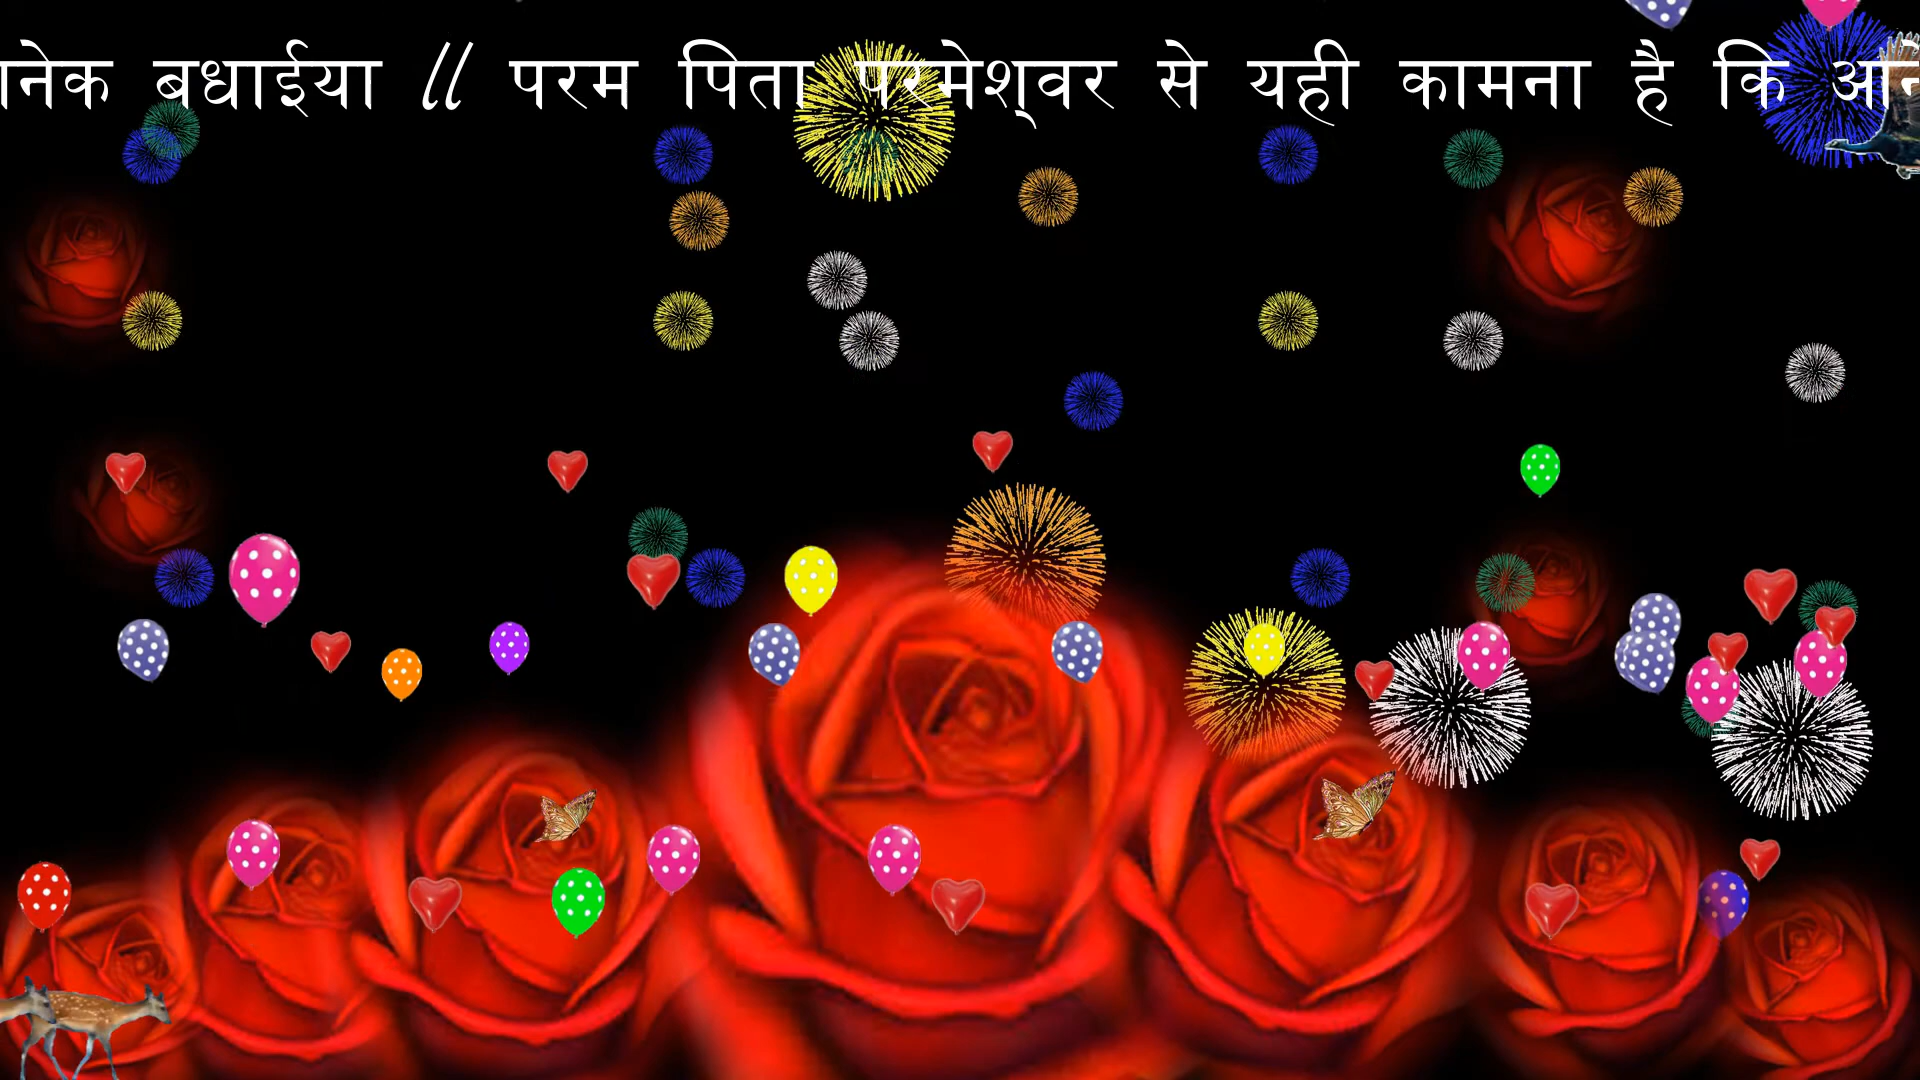 नेक बधाईया // परम पिता परमेश्वर से यही कामना है कि